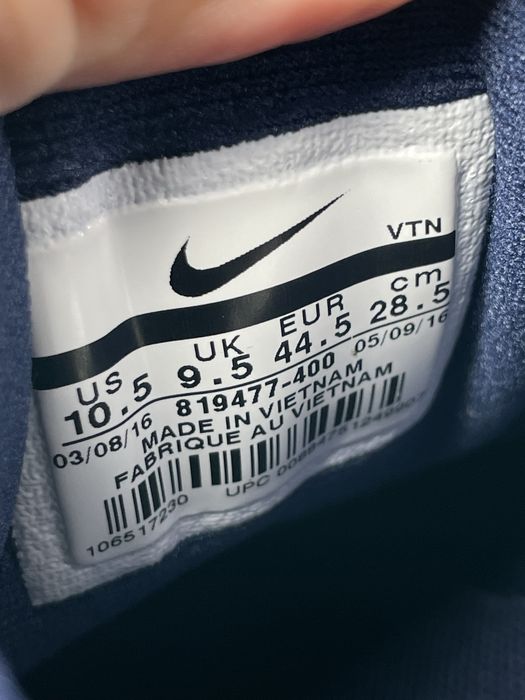 VTN
US UK EUR cm
10.5 9.5 44.5 28.5
03/08/16 819477-400 05/09/16
MADE IN VIETNAM
FABRIQUE AU VIETNAM
106517230 UPC